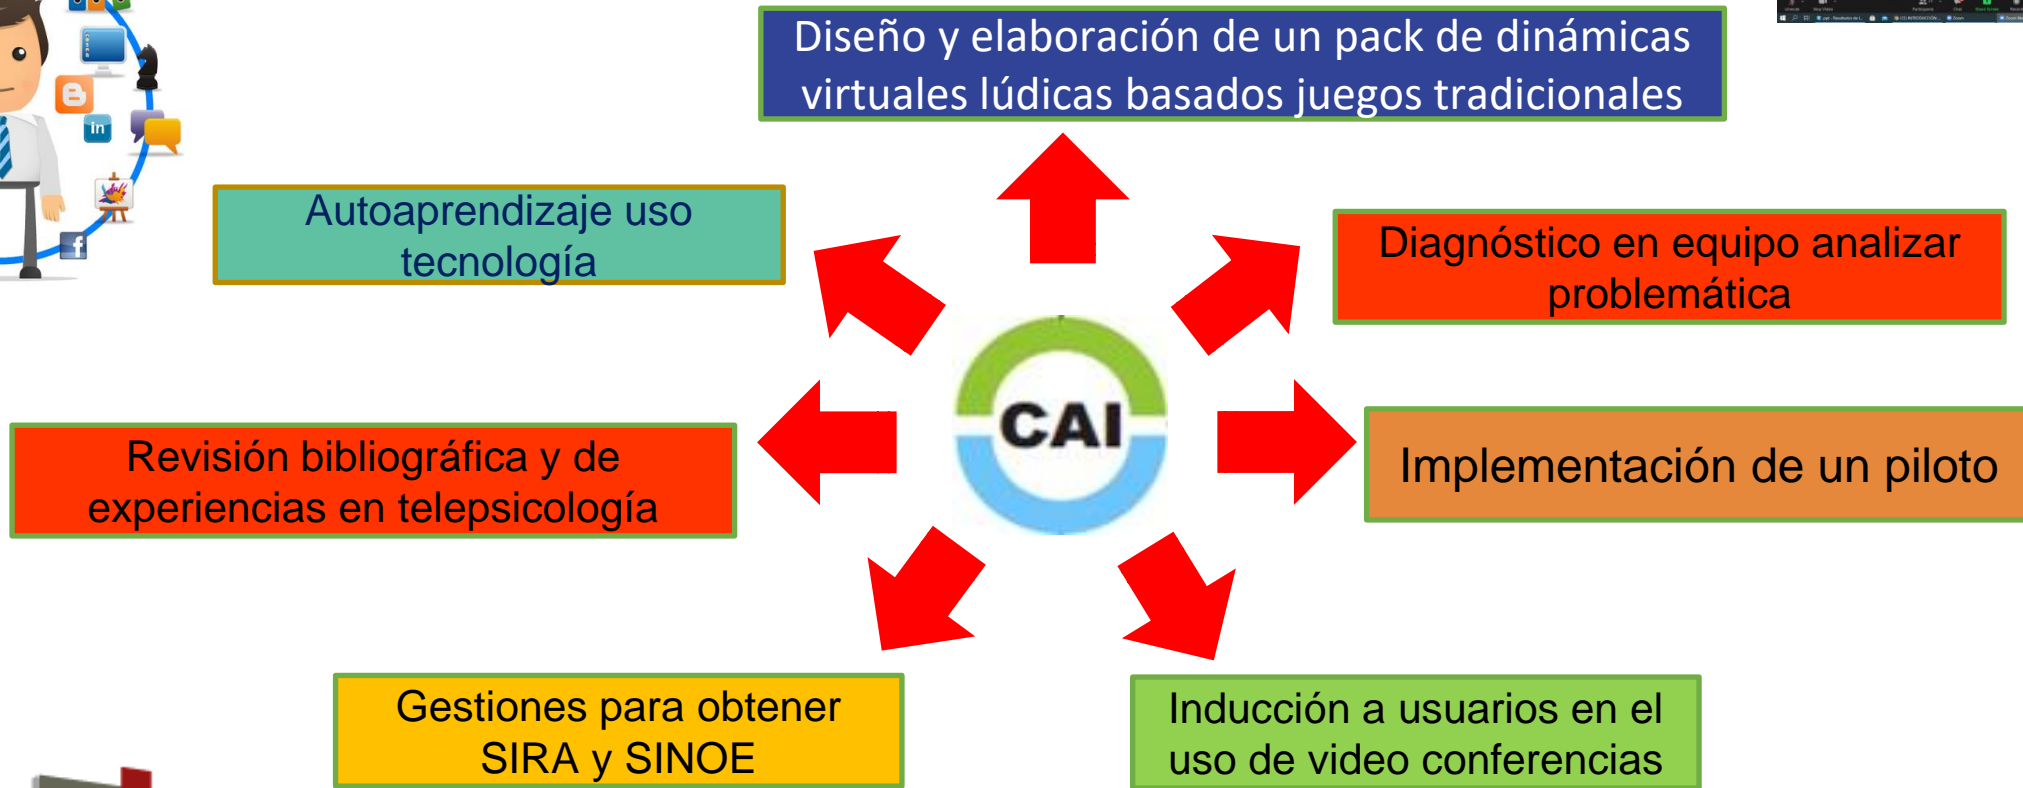 Diseño y elaboración de un pack de dinámicas
virtuales lúdicas basados juegos tradicionales
Autoaprendizaje uso
tecnología
Diagnóstico en equipo analizar
problemática
CAI
Revisión bibliográfica y de
experiencias en telepsicología
Implementación de un piloto
Gestiones para obtener
SIRA y SINOE
Inducción a usuarios en el
uso de video conferencias
in
f